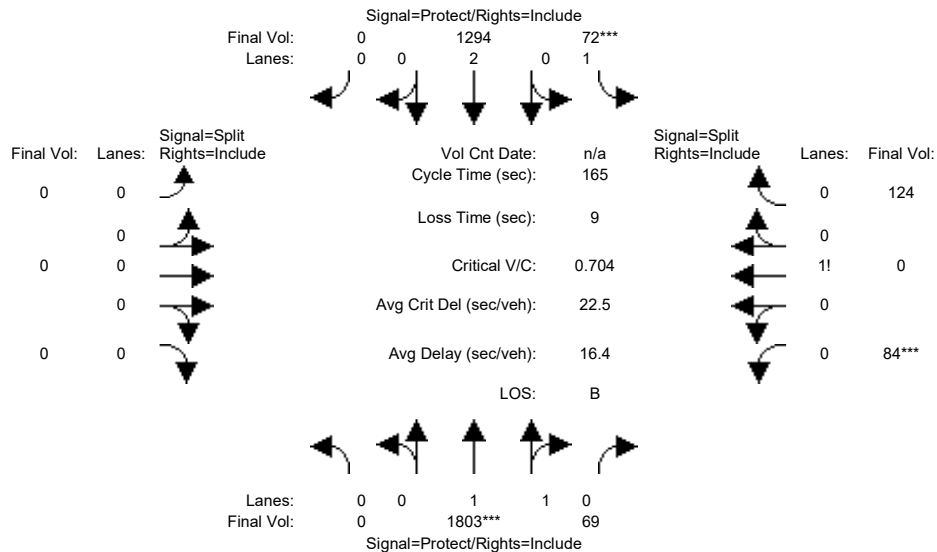 Signal=Protect/Rights=Include
Final Vol: 0 1294 72***
Lanes: 0 0 2 0 1
Signal=Split
Final Vol: Lanes: Rights=Include
Vol Cnt Date: n/a
Signal=Split
Rights=Include Lanes: Final Vol:
Cycle Time (sec): 165
0 0
0 124
Loss Time (sec): 9
0
0
0 0
Critical V/C: 0.704
1! 0
0
Avg Crit Del (sec/veh): 22.5
0
0 0
Avg Delay (sec/veh): 16.4
0 84***
LOS: B
Lanes: 0 0 1 1 0
Final Vol: 0 1803*** 69
Signal=Protect/Rights=Include